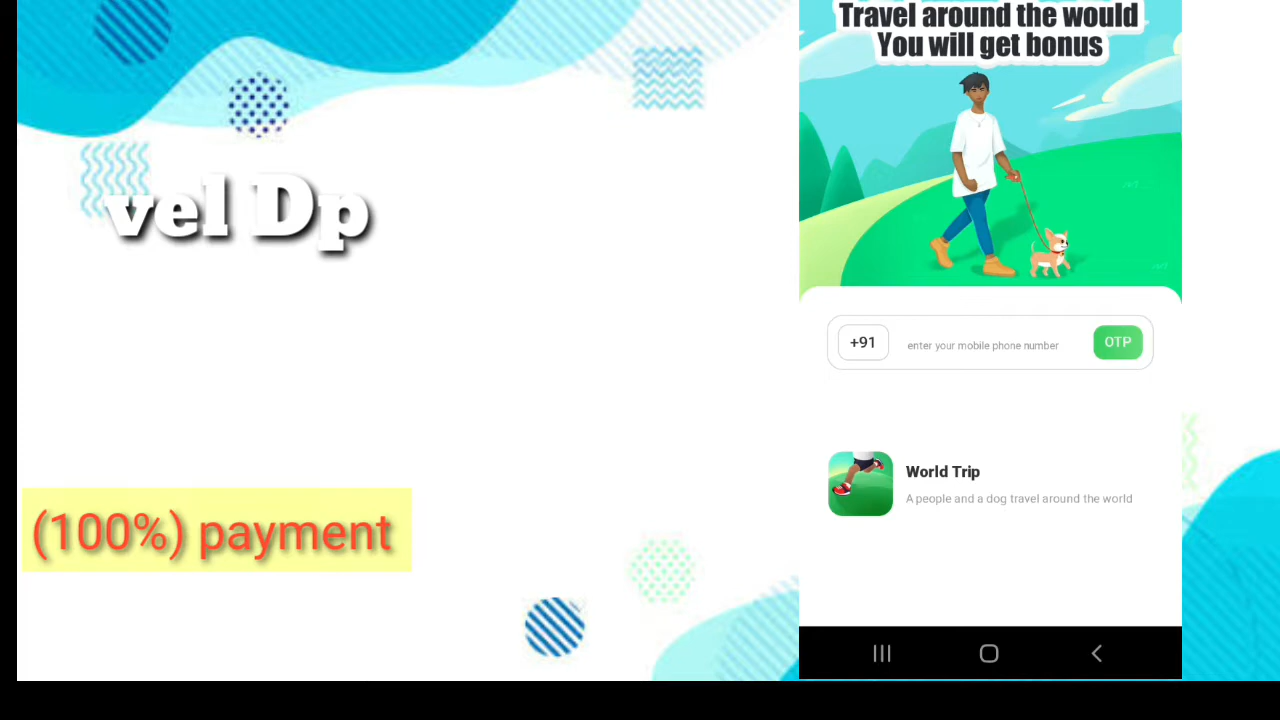 Travel around the would
You will get bonus
vel Dp
+91 enter your mobile phone number OTP
World Trip
A people and a dog travel around the world
(100%) payment